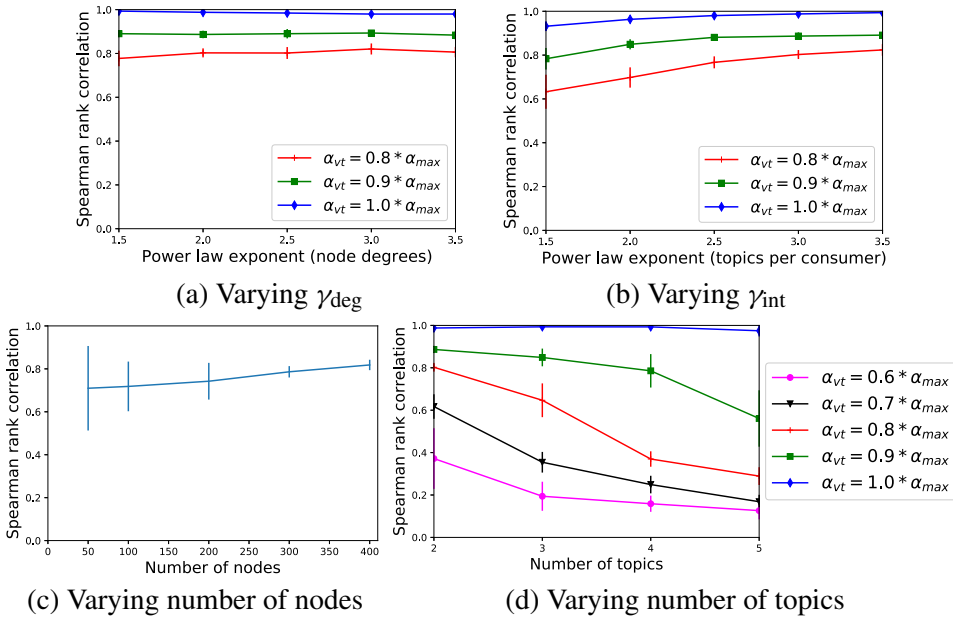 1.0
0.8
0.6
0.4
0.2
0.0
Spearman rank correlation
α_vt = 0.8 * α_max
α_vt = 0.9 * α_max
α_vt = 1.0 * α_max
1.5 2.0 2.5 3.0 3.5
Power law exponent (node degrees)
(a) Varying γ_deg
1.0
0.8
0.6
0.4
0.2
0.0
Spearman rank correlation
α_vt = 0.8 * α_max
α_vt = 0.9 * α_max
α_vt = 1.0 * α_max
1.5 2.0 2.5 3.0 3.5
Power law exponent (topics per consumer)
(b) Varying γ_int
1.0
0.8
0.6
0.4
0.2
0.0
Spearman rank correlation
0 50 100 150 200 250 300 350 400
Number of nodes
(c) Varying number of nodes
1.0
0.8
0.6
0.4
0.2
0.0
Spearman rank correlation
2 3 4 5
Number of topics
α_vt = 0.6 * α_max
α_vt = 0.7 * α_max
α_vt = 0.8 * α_max
α_vt = 0.9 * α_max
α_vt = 1.0 * α_max
(d) Varying number of topics